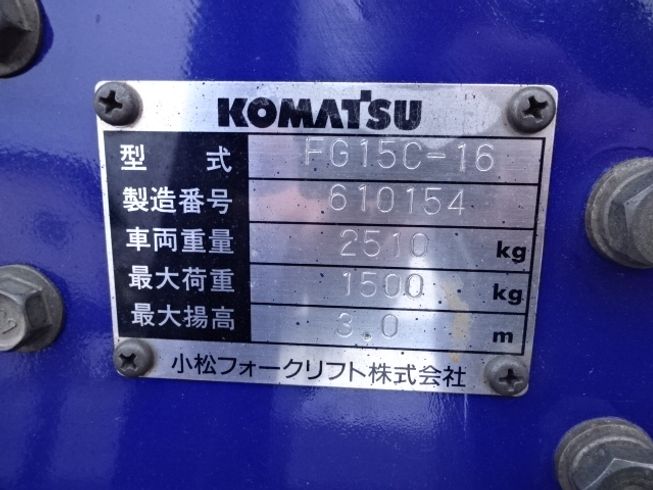 KOMATSU
型 式 FG15C-16
製造番号 610154
車両重量 2510 kg
最大荷重 1500 kg
最大揚高 3.0 m
小松フォークリフト株式会社